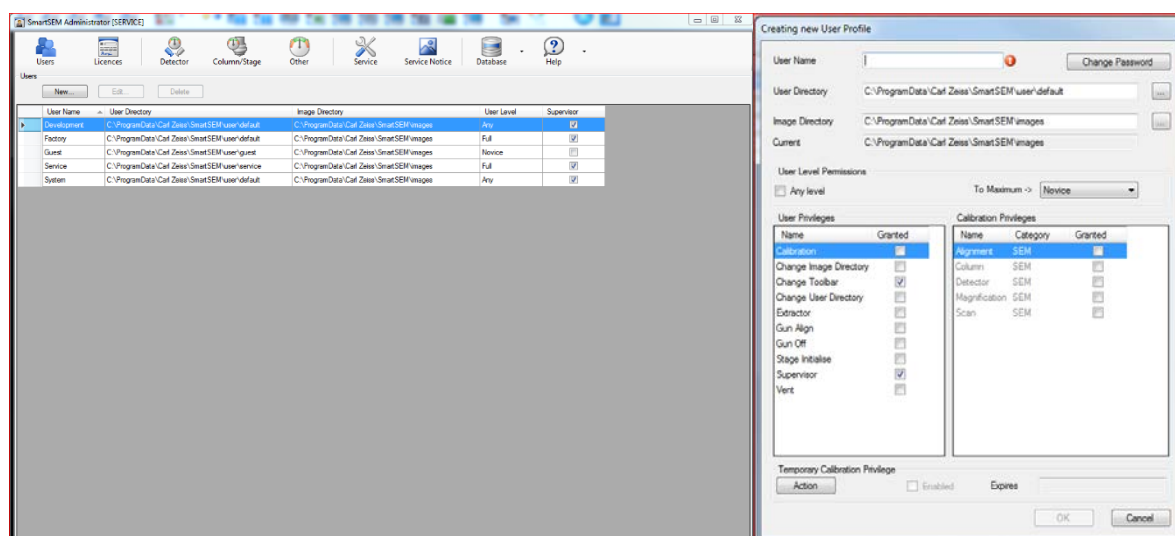 SmartSEM Administrator [SERVICE]
Users Licences Detector Column/Stage Other Service Service Notice Database Help
Users
New... Edit... Delete
User Name User Directory Image Directory User Level Supervisor
Development C:\ProgramData\Carl Zeiss\SmartSEM\user\default C:\ProgramData\Carl Zeiss\SmartSEM\images Any
Factory C:\ProgramData\Carl Zeiss\SmartSEM\user\default C:\ProgramData\Carl Zeiss\SmartSEM\images Full
Guest C:\ProgramData\Carl Zeiss\SmartSEM\user\guest C:\ProgramData\Carl Zeiss\SmartSEM\images Novice
Service C:\ProgramData\Carl Zeiss\SmartSEM\user\service C:\ProgramData\Carl Zeiss\SmartSEM\images Full
System C:\ProgramData\Carl Zeiss\SmartSEM\user\default C:\ProgramData\Carl Zeiss\SmartSEM\images Any
Creating new User Profile
User Name Change Password
User Directory C:\ProgramData\Carl Zeiss\SmartSEM\user\default ...
Image Directory C:\ProgramData\Carl Zeiss\SmartSEM\images ...
Current C:\ProgramData\Carl Zeiss\SmartSEM\images
User Level Permissions
Any level To Maximum -> Novice
User Privileges
Name Granted
Calibration
Change Image Directory
Change Toolbar
Change User Directory
Extractor
Gun Align
Gun Off
Stage Initialise
Supervisor
Vent
Calibration Privileges
Name Category Granted
Alignment SEM
Column SEM
Detector SEM
Magnification SEM
Scan SEM
Temporary Calibration Privilege
Action Enabled Expires
OK Cancel